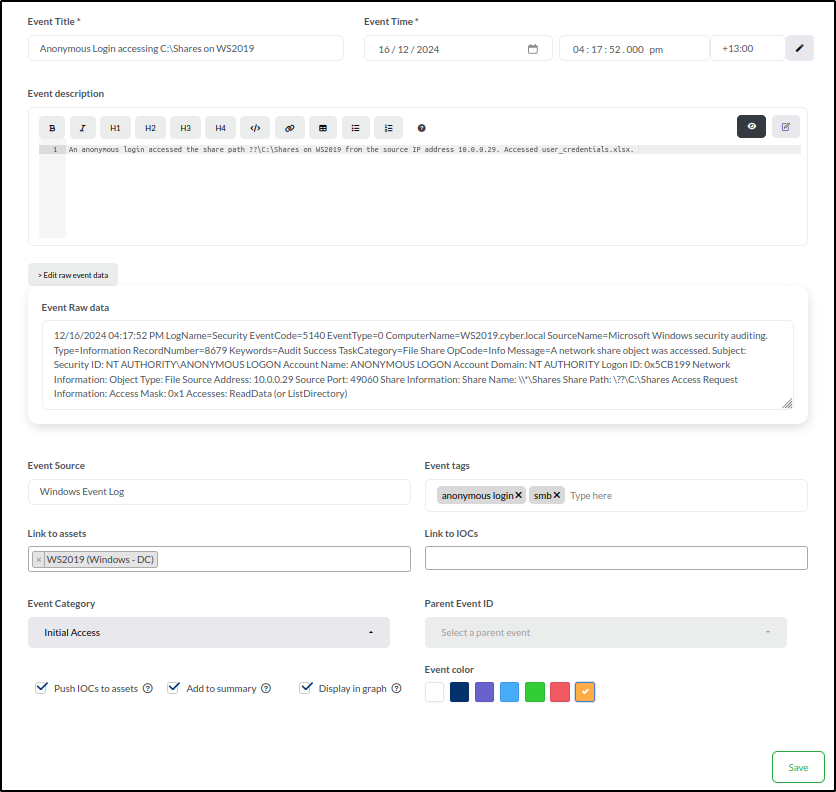 Event Title *
Event Time *
Anonymous Login accessing C:\Shares on WS2019
16 / 12 / 2024
04 : 17 : 52 . 000 pm
+13:00
Event description
B I H1 H2 H3 H4 </>
1 An anonymous login accessed the share path ??\C:\Shares on WS2019 from the source IP address 10.0.0.29. Accessed user_credentials.xlsx.
> Edit raw event data
Event Raw data
12/16/2024 04:17:52 PM LogName=Security EventCode=5140 EventType=0 ComputerName=WS2019.cyber.local SourceName=Microsoft Windows security auditing.
Type=Information RecordNumber=8679 Keywords=Audit Success TaskCategory=File Share OpCode=Info Message=A network share object was accessed. Subject:
Security ID: NT AUTHORITY\ANONYMOUS LOGON Account Name: ANONYMOUS LOGON Account Domain: NT AUTHORITY Logon ID: 0x5CB199 Network
Information: Object Type: File Source Address: 10.0.0.29 Source Port: 49060 Share Information: Share Name: \\*\Shares Share Path: \??\C:\Shares Access Request
Information: Access Mask: 0x1 Accesses: ReadData (or ListDirectory)
Event Source
Event tags
Windows Event Log
anonymous login × smb × Type here
Link to assets
Link to IOCs
× WS2019 (Windows - DC)
Event Category
Parent Event ID
Initial Access
Select a parent event
Event color
Push IOCs to assets
Add to summary
Display in graph
Save